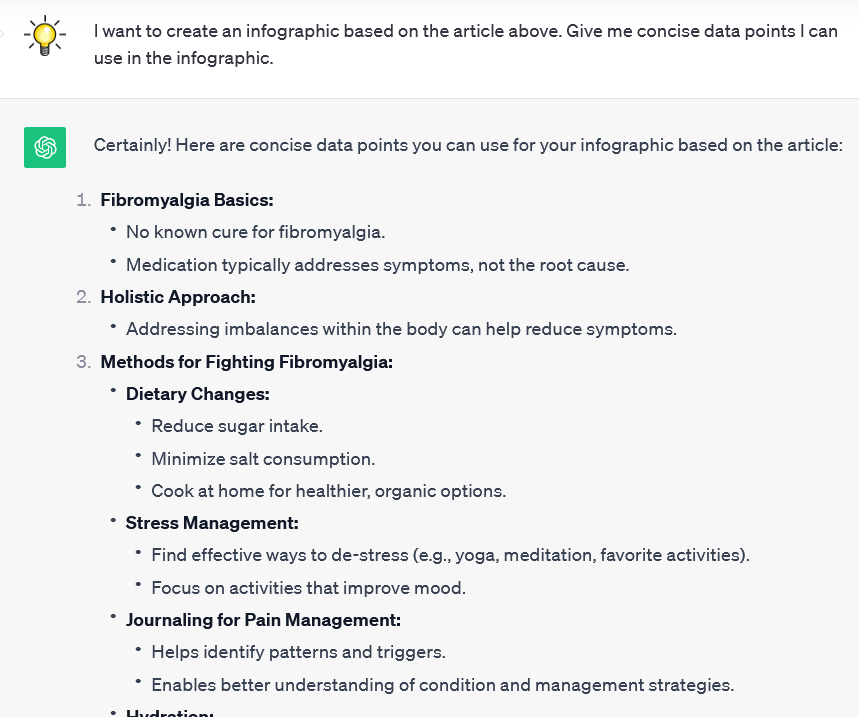 I want to create an infographic based on the article above. Give me concise data points I can
use in the infographic.
Certainly! Here are concise data points you can use for your infographic based on the article:
1. Fibromyalgia Basics:
• No known cure for fibromyalgia.
• Medication typically addresses symptoms, not the root cause.
2. Holistic Approach:
• Addressing imbalances within the body can help reduce symptoms.
3. Methods for Fighting Fibromyalgia:
• Dietary Changes:
• Reduce sugar intake.
• Minimize salt consumption.
• Cook at home for healthier, organic options.
• Stress Management:
• Find effective ways to de-stress (e.g., yoga, meditation, favorite activities).
• Focus on activities that improve mood.
• Journaling for Pain Management:
• Helps identify patterns and triggers.
• Enables better understanding of condition and management strategies.
• Hydration: